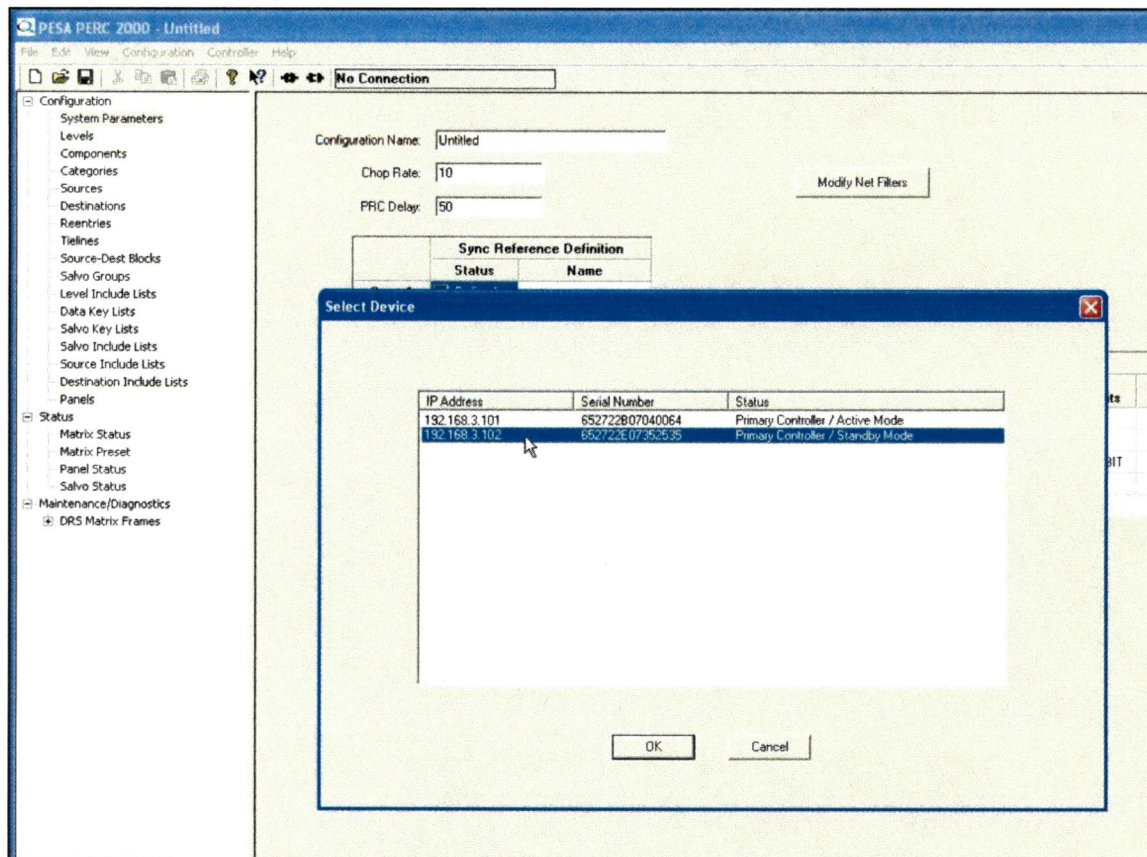 PESA PERC 2000 - Untitled
File Edit View Configuration Controller Help
No Connection
Configuration
System Parameters
Levels
Components
Categories
Sources
Destinations
Reentries
Tielines
Source-Dest Blocks
Salvo Groups
Level Include Lists
Data Key Lists
Salvo Key Lists
Salvo Include Lists
Source Include Lists
Destination Include Lists
Panels
Status
Matrix Status
Matrix Preset
Panel Status
Salvo Status
Maintenance/Diagnostics
DRS Matrix Frames
Configuration Name: Untitled
Chop Rate: 10
PRC Delay: 50
Modify Net Filters
Sync Reference Definition
Status Name
Select Device
IP Address Serial Number Status
192.168.3.101 652722B07040064 Primary Controller / Active Mode
192.168.3.102 652722E07352535 Primary Controller / Standby Mode
OK Cancel